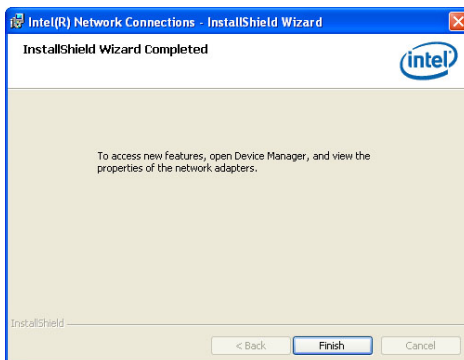 Intel(R) Network Connections - InstallShield Wizard
InstallShield Wizard Completed
intel
To access new features, open Device Manager, and view the
properties of the network adapters.
InstallShield
< Back
Finish
Cancel